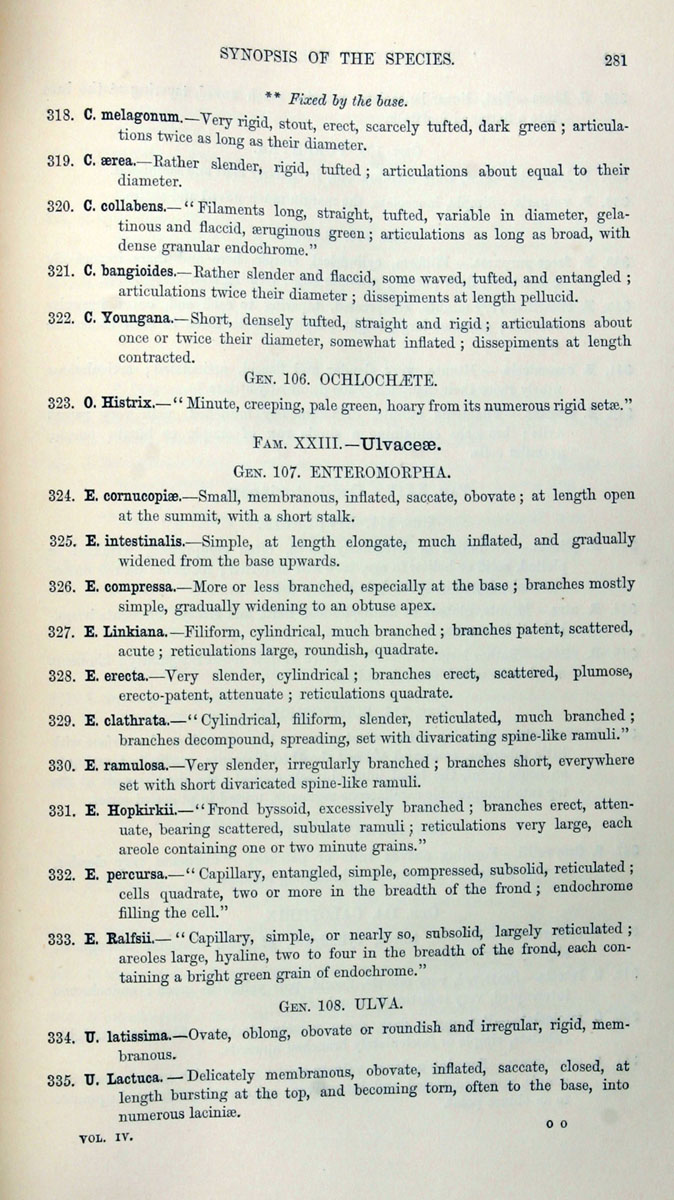 SYNOPSIS OF THE SPECIES. 281
** Fixed by the base.
318. C. melagonum.—Very rigid, stout, erect, scarcely tufted, dark green ; articula-
tions twice as long as their diameter.
319. C. ærea.—Rather slender, rigid, tufted ; articulations about equal to their
diameter.
320. C. collabens.—“ Filaments long, straight, tufted, variable in diameter, gela-
tinous and flaccid, æruginous green ; articulations as long as broad, with
dense granular endochrome.”
321. C. bangioides.—Rather slender and flaccid, some waved, tufted, and entangled ;
articulations twice their diameter ; dissepiments at length pellucid.
322. C. Youngana.—Short, densely tufted, straight and rigid ; articulations about
once or twice their diameter, somewhat inflated ; dissepiments at length
contracted.
GEN. 106. OCHLOCHÆTE.
323. O. Histrix.—“ Minute, creeping, pale green, hoary from its numerous rigid setæ.”
FAM. XXIII.—Ulvaceæ.
GEN. 107. ENTEROMORPHA.
324. E. cornucopiæ.—Small, membranous, inflated, saccate, obovate ; at length open
at the summit, with a short stalk.
325. E. intestinalis.—Simple, at length elongate, much inflated, and gradually
widened from the base upwards.
326. E. compressa.—More or less branched, especially at the base ; branches mostly
simple, gradually widening to an obtuse apex.
327. E. Linkiana.—Filiform, cylindrical, much branched ; branches patent, scattered,
acute ; reticulations large, roundish, quadrate.
328. E. erecta.—Very slender, cylindrical ; branches erect, scattered, plumose,
erecto-patent, attenuate ; reticulations quadrate.
329. E. clathrata.—“ Cylindrical, filiform, slender, reticulated, much branched ;
branches decompound, spreading, set with divaricating spine-like ramuli.”
330. E. ramulosa.—Very slender, irregularly branched ; branches short, everywhere
set with short divaricated spine-like ramuli.
331. E. Hopkirkii.—“Frond byssoid, excessively branched ; branches erect, atten-
uate, bearing scattered, subulate ramuli ; reticulations very large, each
areole containing one or two minute grains.”
332. E. percursa.—“ Capillary, entangled, simple, compressed, subsolid, reticulated ;
cells quadrate, two or more in the breadth of the frond ; endochrome
filling the cell.”
333. E. Ralfsii.—“ Capillary, simple, or nearly so, subsolid, largely reticulated ;
areoles large, hyaline, two to four in the breadth of the frond, each con-
taining a bright green grain of endochrome.”
GEN. 108. ULVA.
334. U. latissima.—Ovate, oblong, obovate or roundish and irregular, rigid, mem-
branous.
335. U. Lactuca.—Delicately membranous, obovate, inflated, saccate, closed, at
length bursting at the top, and becoming torn, often to the base, into
numerous laciniæ.
VOL. IV. O O